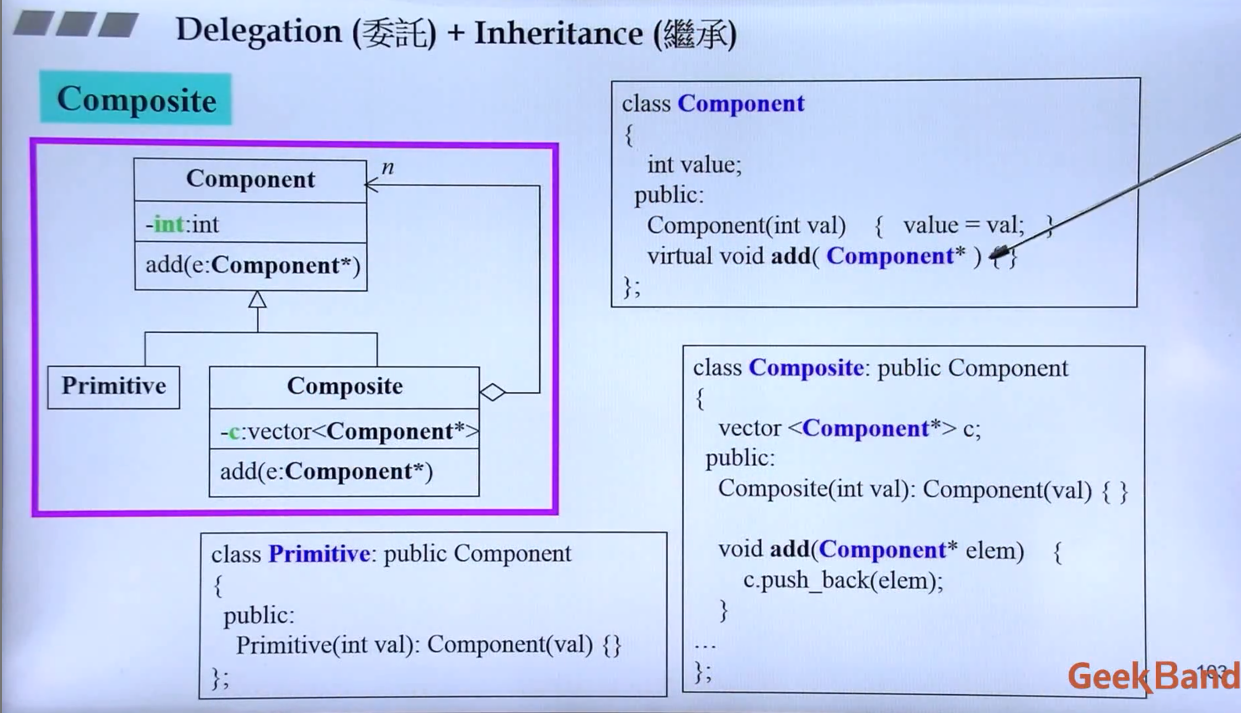 Delegation (委託) + Inheritance (繼承)
Composite
Component
n
-int:int
add(e:Component*)
Primitive
Composite
-c:vector<Component*>
add(e:Component*)
class Component
{
int value;
public:
Component(int val) { value = val; }
virtual void add( Component* ) { }
};
class Composite: public Component
{
vector <Component*> c;
public:
Composite(int val): Component(val) { }
void add(Component* elem) {
c.push_back(elem);
}
…
};
class Primitive: public Component
{
public:
Primitive(int val): Component(val) {}
};
GeekBand